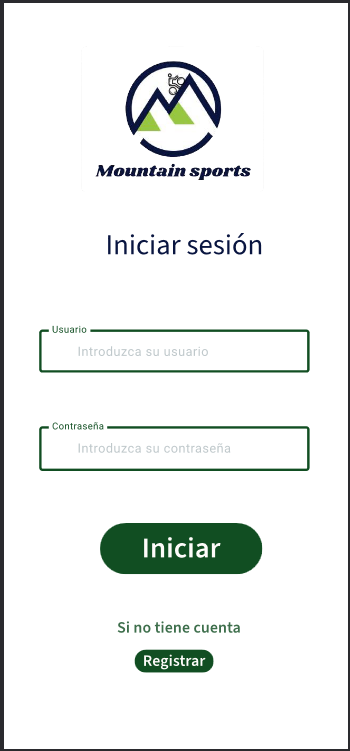 Mountain sports
Iniciar sesión
Usuario
Introduzca su usuario
Contraseña
Introduzca su contraseña
Iniciar
Si no tiene cuenta
Registrar